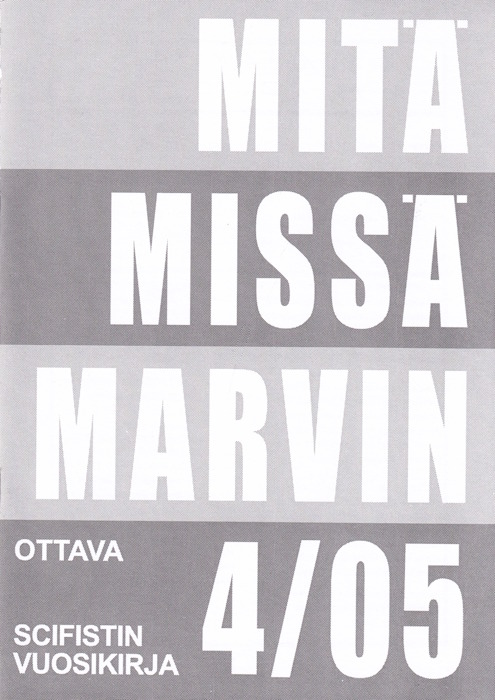 MITÄ
MISSÄ
MARVIN
OTTAVA
4/05
SCIFISTIN
VUOSIKIRJA